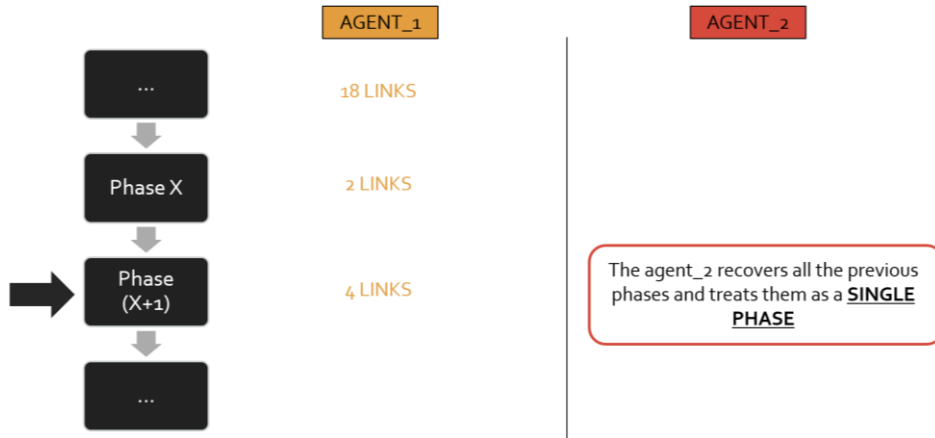 AGENT_1
AGENT_2
...
18 LINKS
Phase X
2 LINKS
Phase
(X+1)
4 LINKS
The agent_2 recovers all the previous
phases and treats them as a SINGLE
PHASE
...